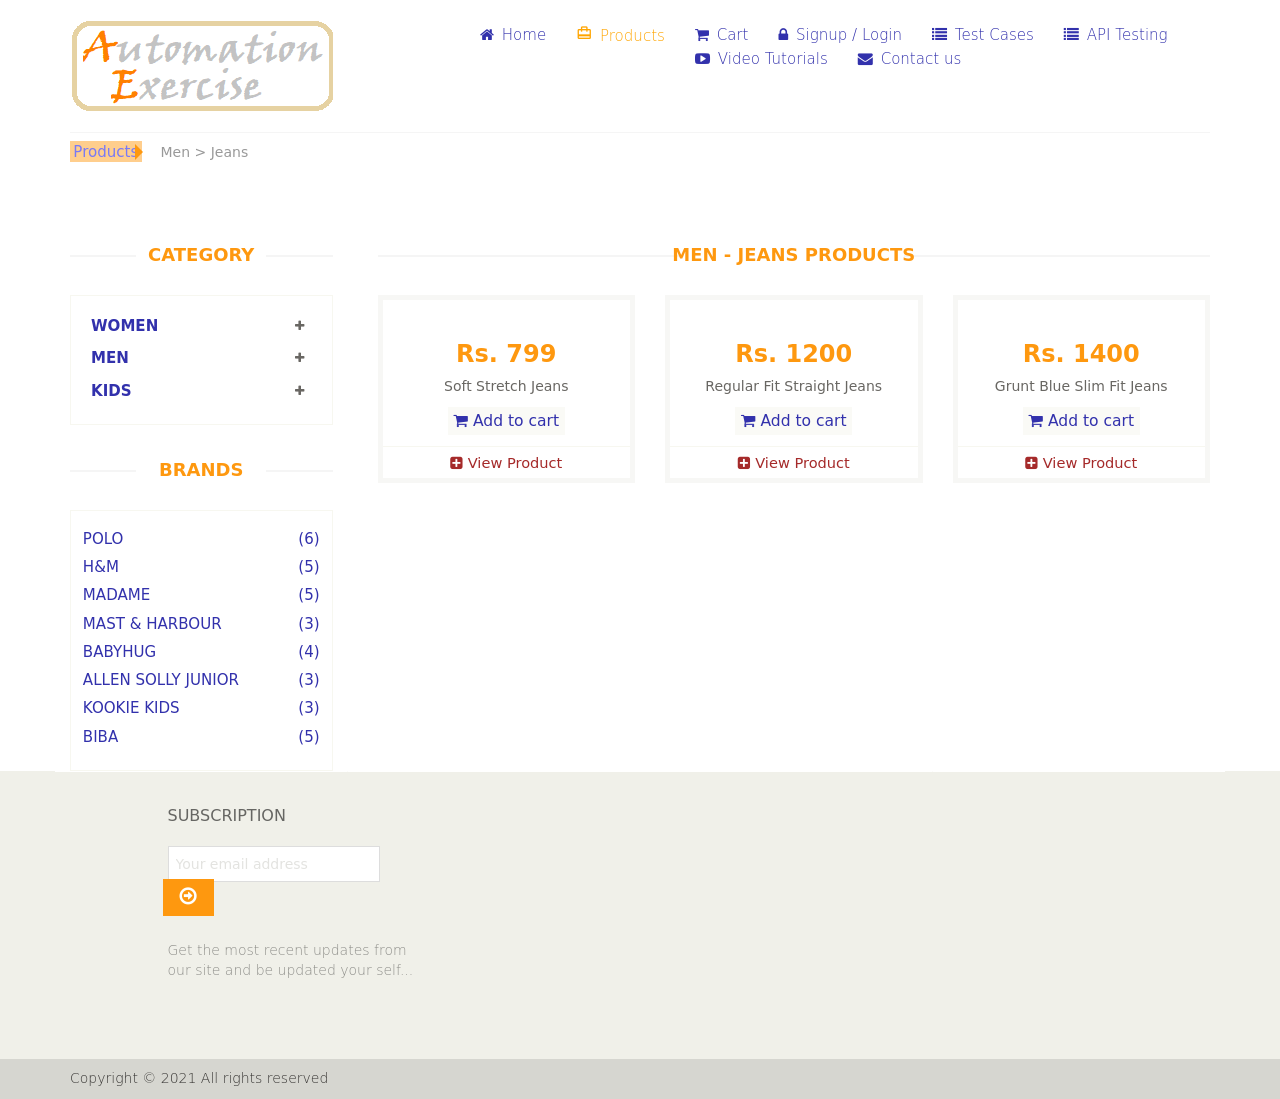 Automation
Exercise
Home
Products
Cart
Signup / Login
Test Cases
API Testing
Video Tutorials
Contact us
Products
Men > Jeans
CATEGORY
WOMEN
MEN
KIDS
BRANDS
POLO (6)
H&M (5)
MADAME (5)
MAST & HARBOUR (3)
BABYHUG (4)
ALLEN SOLLY JUNIOR (3)
KOOKIE KIDS (3)
BIBA (5)
MEN - JEANS PRODUCTS
Rs. 799
Soft Stretch Jeans
Add to cart
View Product
Rs. 1200
Regular Fit Straight Jeans
Add to cart
View Product
Rs. 1400
Grunt Blue Slim Fit Jeans
Add to cart
View Product
SUBSCRIPTION
Your email address
Get the most recent updates from
our site and be updated your self...
Copyright © 2021 All rights reserved